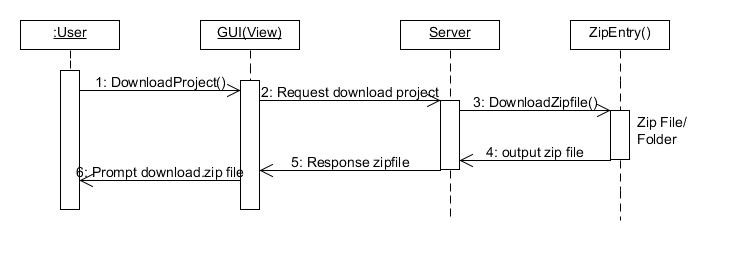 :User
GUI(View)
Server
ZipEntry()
1: DownloadProject()
2: Request download project
3: DownloadZipfile()
Zip File/
Folder
4: output zip file
5: Response zipfile
6: Prompt download.zip file